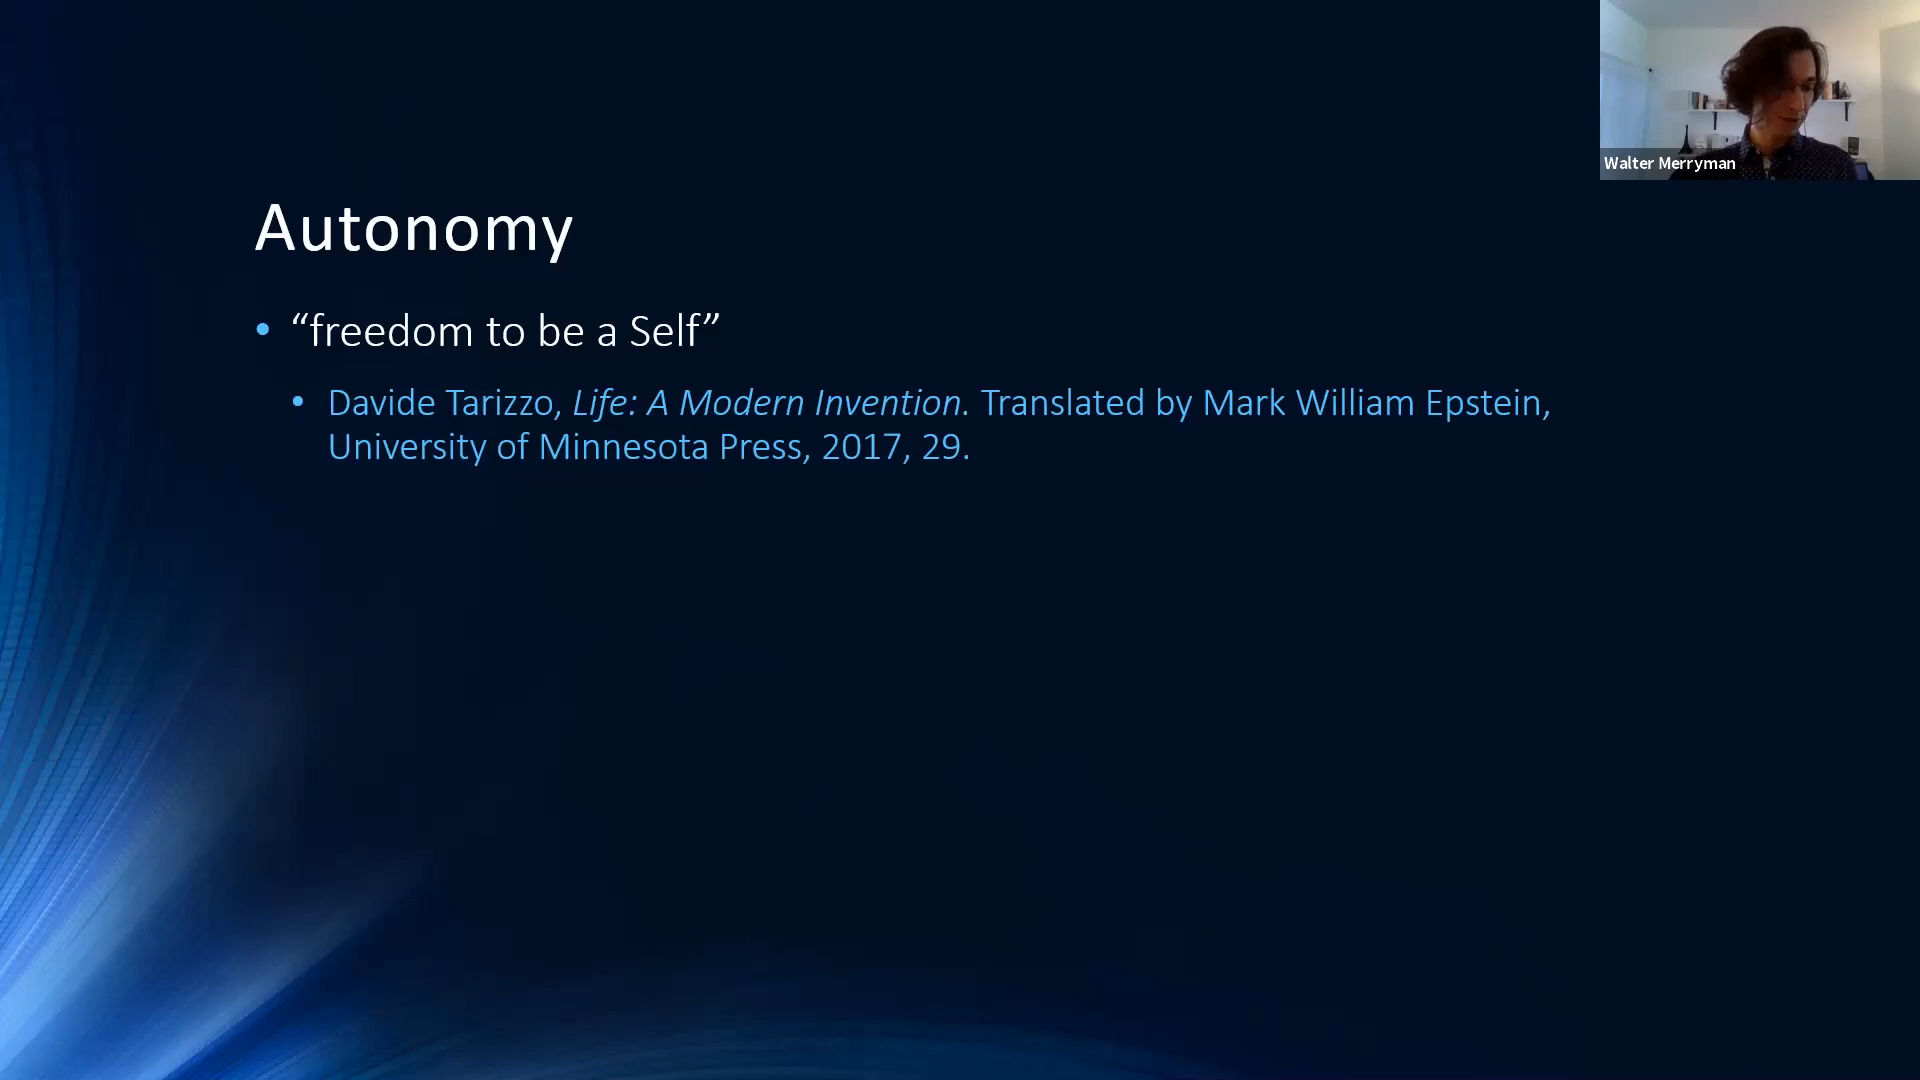 Walter Merryman
Autonomy
• “freedom to be a Self”
• Davide Tarizzo, Life: A Modern Invention. Translated by Mark William Epstein,
University of Minnesota Press, 2017, 29.